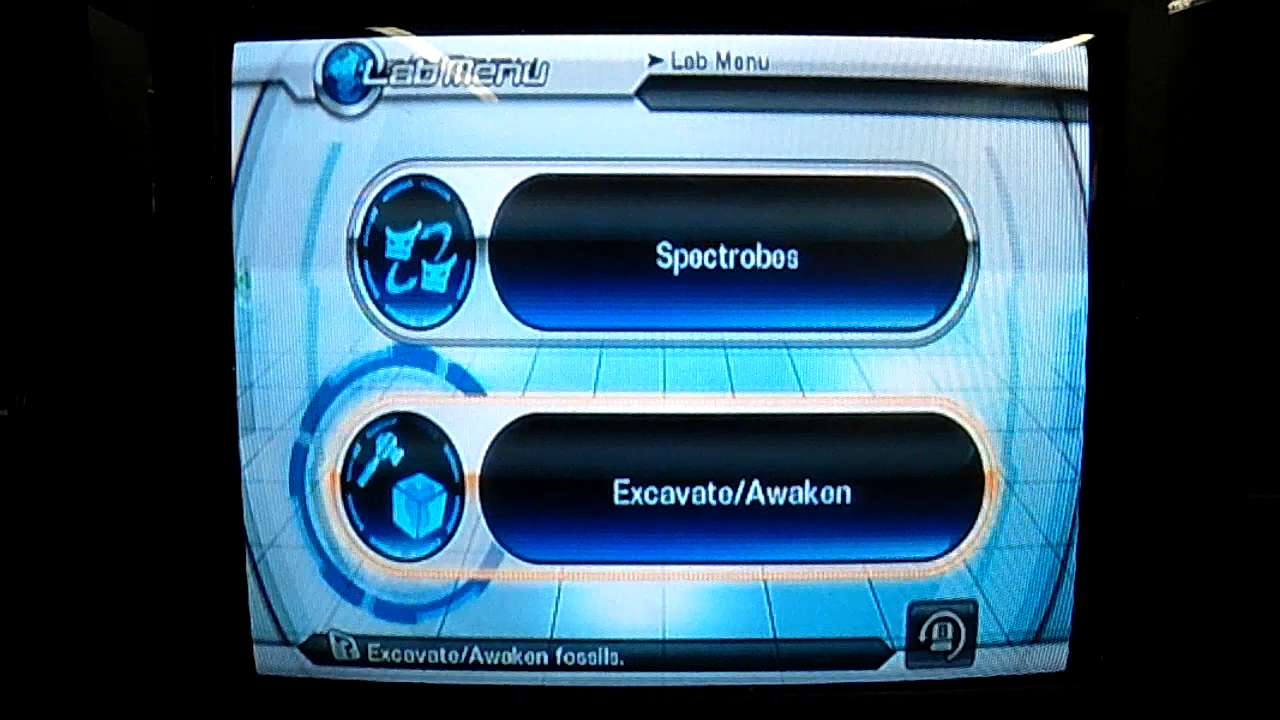 Lab Menu
Lab Menu
Spectrobes
Excavate/Awaken
Excavate/Awaken fossils.